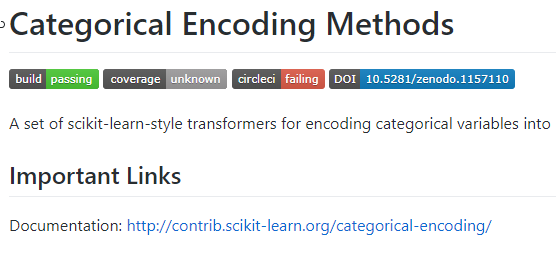 Categorical Encoding Methods
build passing coverage unknown circleci failing DOI 10.5281/zenodo.1157110
A set of scikit-learn-style transformers for encoding categorical variables into
Important Links
Documentation: http://contrib.scikit-learn.org/categorical-encoding/